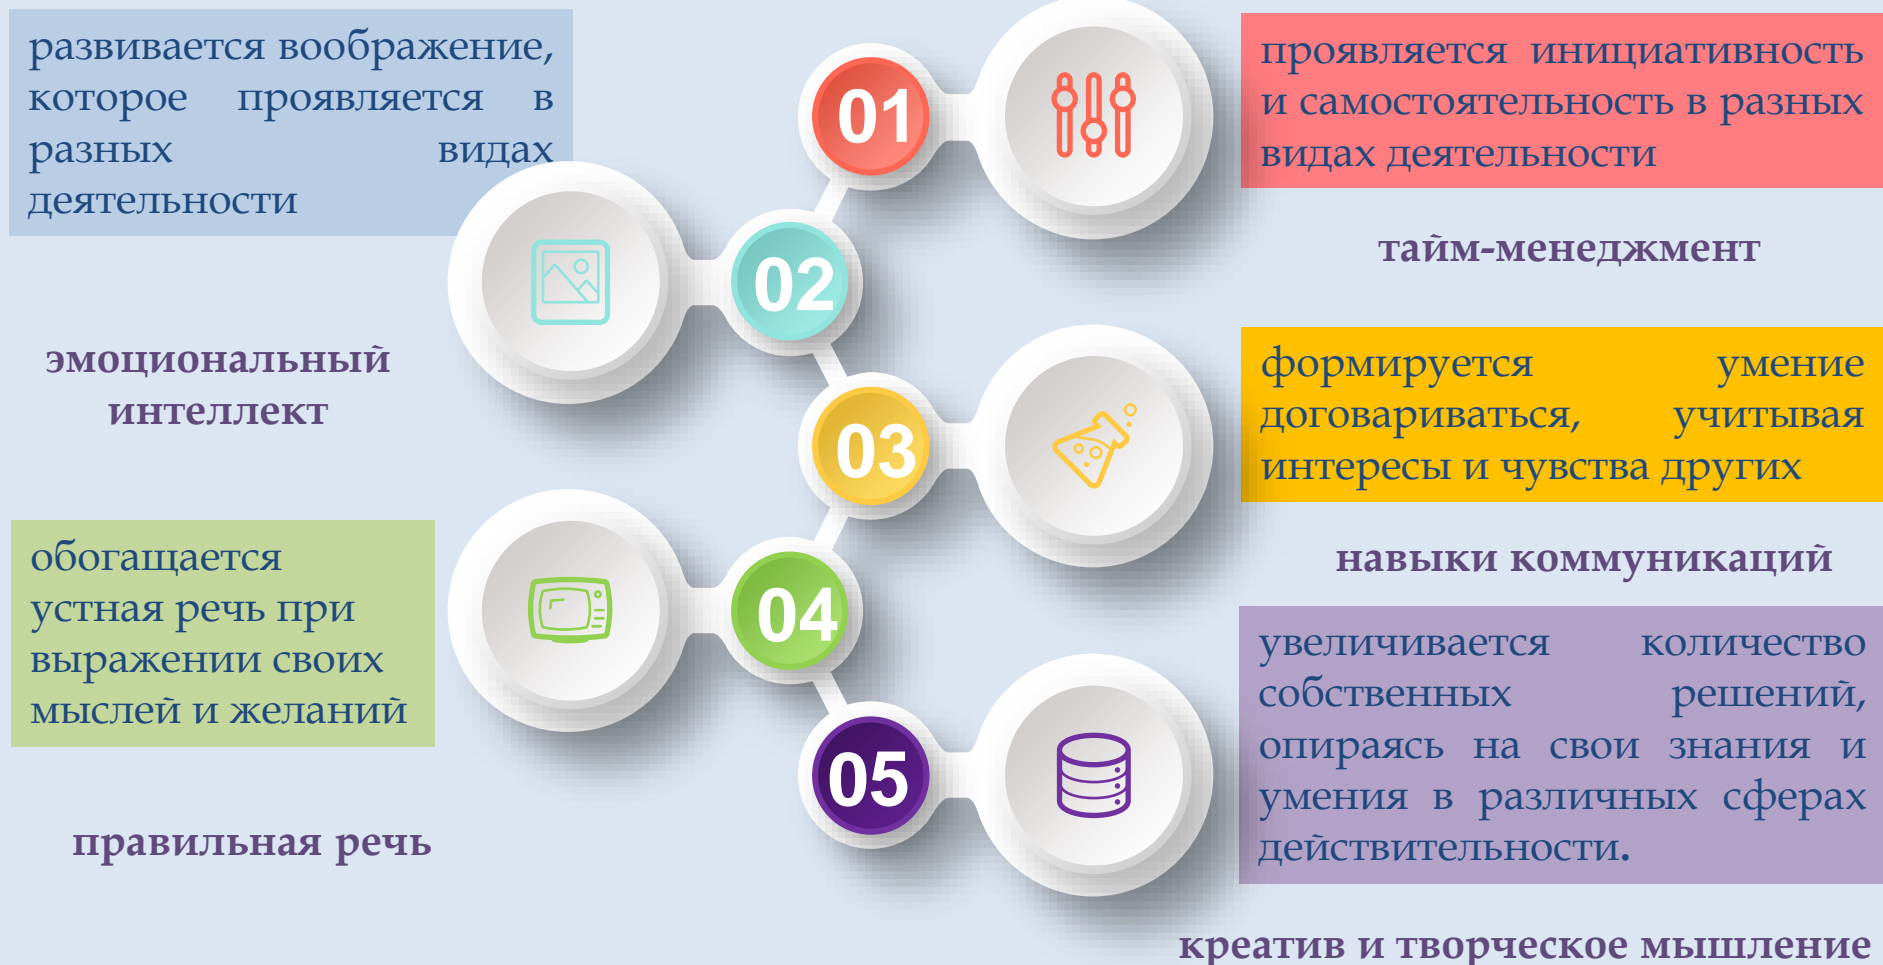 развивается воображение,
которое проявляется в
разных видах
деятельности
эмоциональный
интеллект
обогащается
устная речь при
выражении своих
мыслей и желаний
правильная речь
01
02
03
04
05
проявляется инициативность
и самостоятельность в разных
видах деятельности
тайм-менеджмент
формируется умение
договариваться, учитывая
интересы и чувства других
навыки коммуникаций
увеличивается количество
собственных решений,
опираясь на свои знания и
умения в различных сферах
действительности.
креатив и творческое мышление